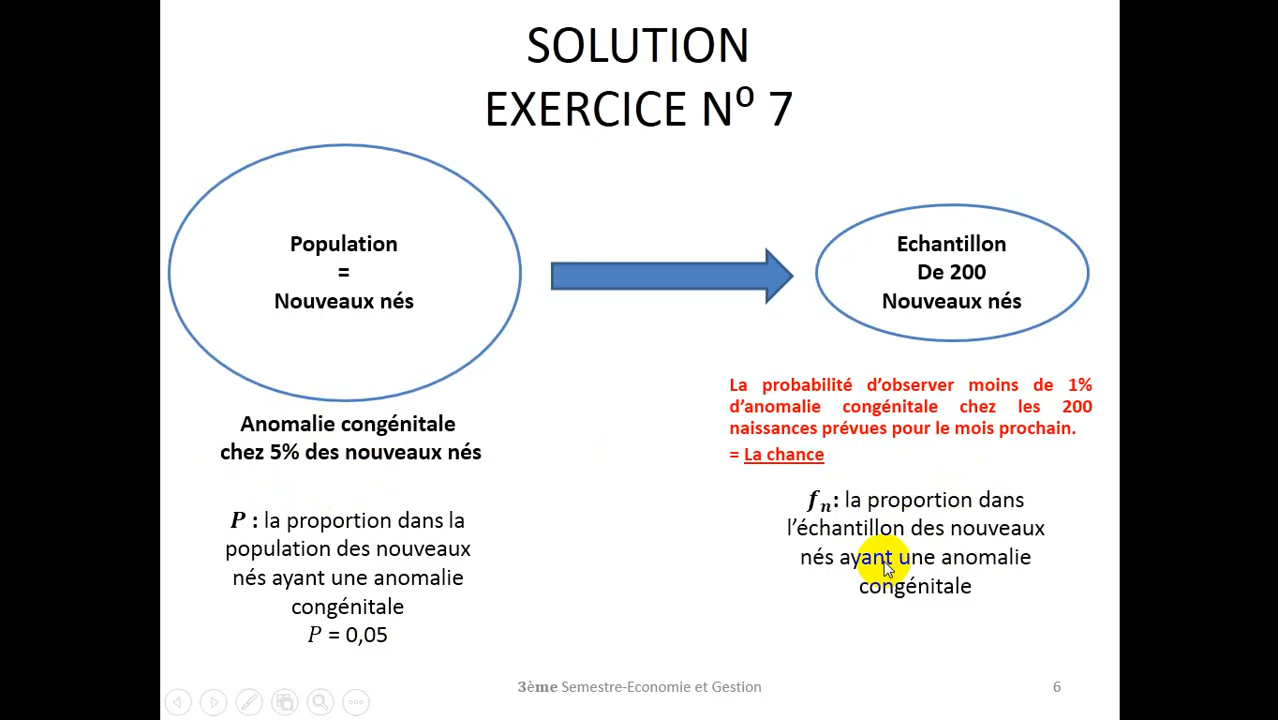 SOLUTION
EXERCICE N⁰ 7
Population
=
Nouveaux nés
Echantillon
De 200
Nouveaux nés
Anomalie congénitale
chez 5% des nouveaux nés
La probabilité d’observer moins de 1%
d’anomalie congénitale chez les 200
naissances prévues pour le mois prochain.
= La chance
P : la proportion dans la
population des nouveaux
nés ayant une anomalie
congénitale
P = 0,05
fₙ: la proportion dans
l’échantillon des nouveaux
nés ayant une anomalie
congénitale
3ème Semestre-Economie et Gestion
6